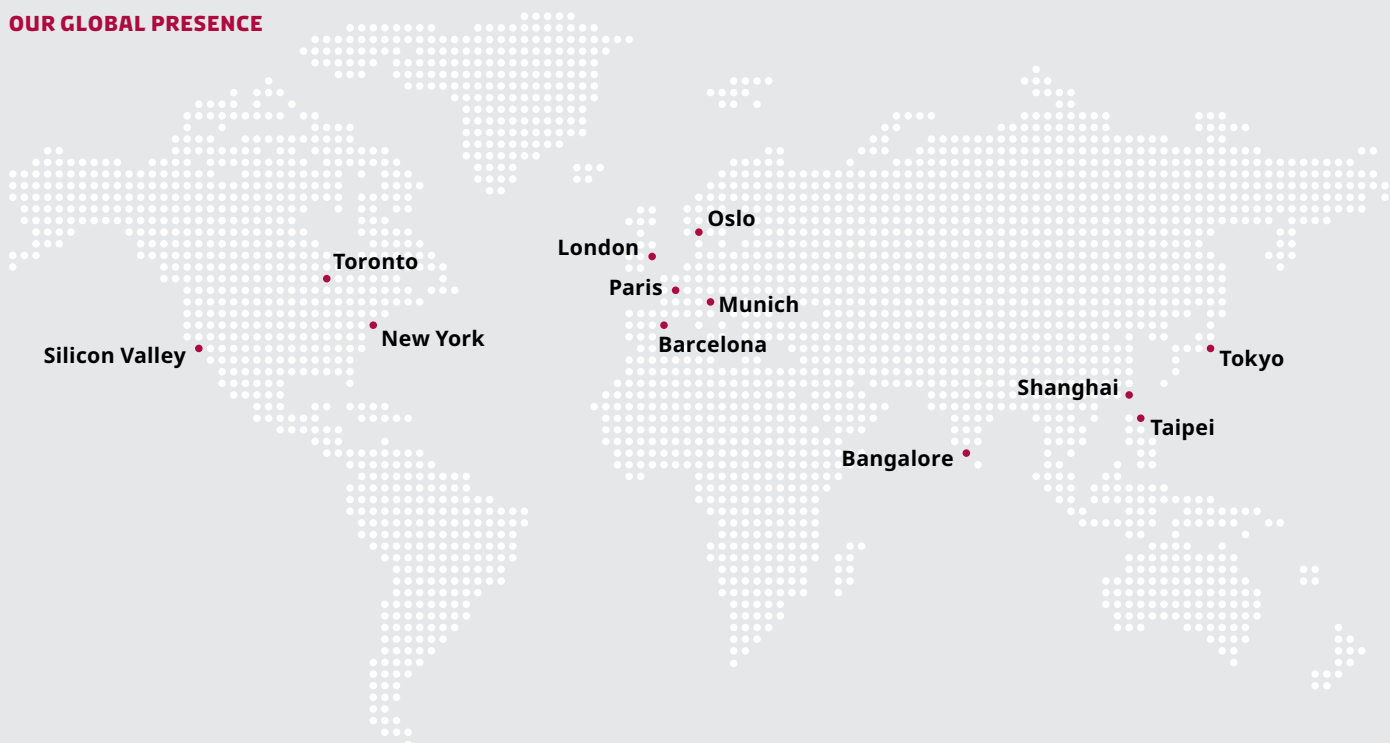 OUR GLOBAL PRESENCE
Oslo
London
Toronto
Paris
Munich
New York
Barcelona
Silicon Valley
Tokyo
Shanghai
Taipei
Bangalore